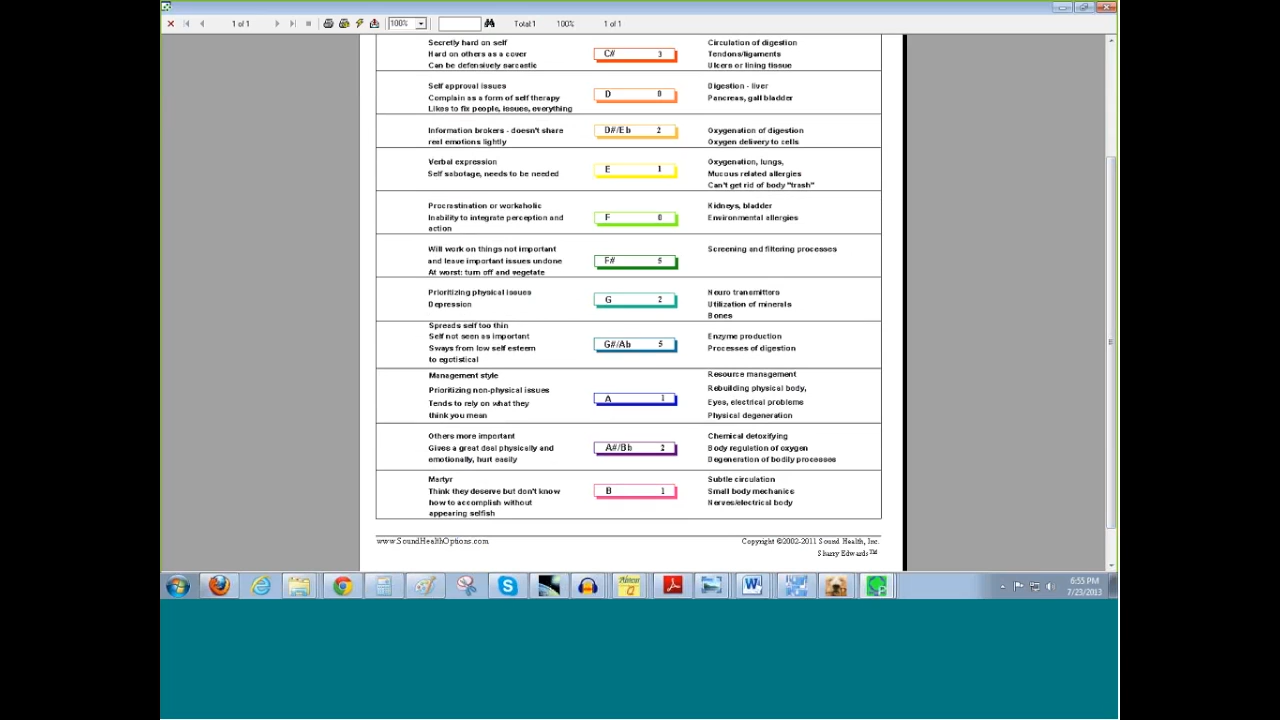 1 of 1
100%
Total:1
100%
1 of 1
Secretly hard on self
Hard on others as a cover
Can be defensively sarcastic
C# 3
Circulation of digestion
Tendons/ligaments
Ulcers or lining tissue
Self approval issues
Complain as a form of self therapy
Likes to fix people, issues, everything
D 0
Digestion - liver
Pancreas, gall bladder
Information brokers - doesn't share
real emotions lightly
D#/Eb 2
Oxygenation of digestion
Oxygen delivery to cells
Verbal expression
Self sabotage, needs to be needed
E 1
Oxygenation, lungs,
Mucous related allergies
Can't get rid of body "trash"
Procrastination or workaholic
Inability to integrate perception and
action
F 0
Kidneys, bladder
Environmental allergies
Will work on things not important
and leave important issues undone
At worst: turn off and vegetate
F# 5
Screening and filtering processes
Prioritizing physical issues
Depression
G 2
Neuro transmitters
Utilization of minerals
Bones
Spreads self too thin
Self not seen as important
Sways from low self esteem
to egotistical
G#/Ab 5
Enzyme production
Processes of digestion
Management style
Prioritizing non-physical issues
Tends to rely on what they
think you mean
A 1
Resource management
Rebuilding physical body,
Eyes, electrical problems
Physical degeneration
Others more important
Gives a great deal physically and
emotionally, hurt easily
A#/Bb 2
Chemical detoxifying
Body regulation of oxygen
Degeneration of bodily processes
Martyr
Think they deserve but don't know
how to accomplish without
appearing selfish
B 1
Subtle circulation
Small body mechanics
Nerves/electrical body
www.SoundHealthOptions.com
Copyright ©2002-2011 Sound Health, Inc.
Sharry Edwards™
6:55 PM
7/23/2013